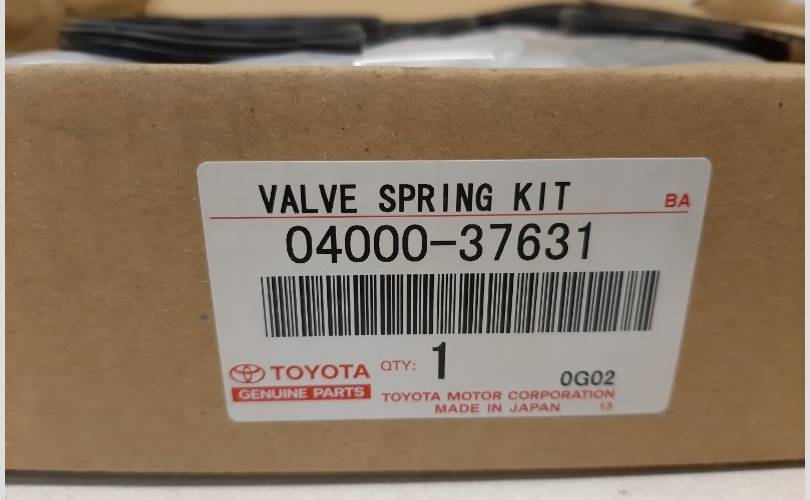 VALVE SPRING KIT BA
04000-37631
TOYOTA QTY: 1
GENUINE PARTS 0G02
TOYOTA MOTOR CORPORATION
MADE IN JAPAN 13